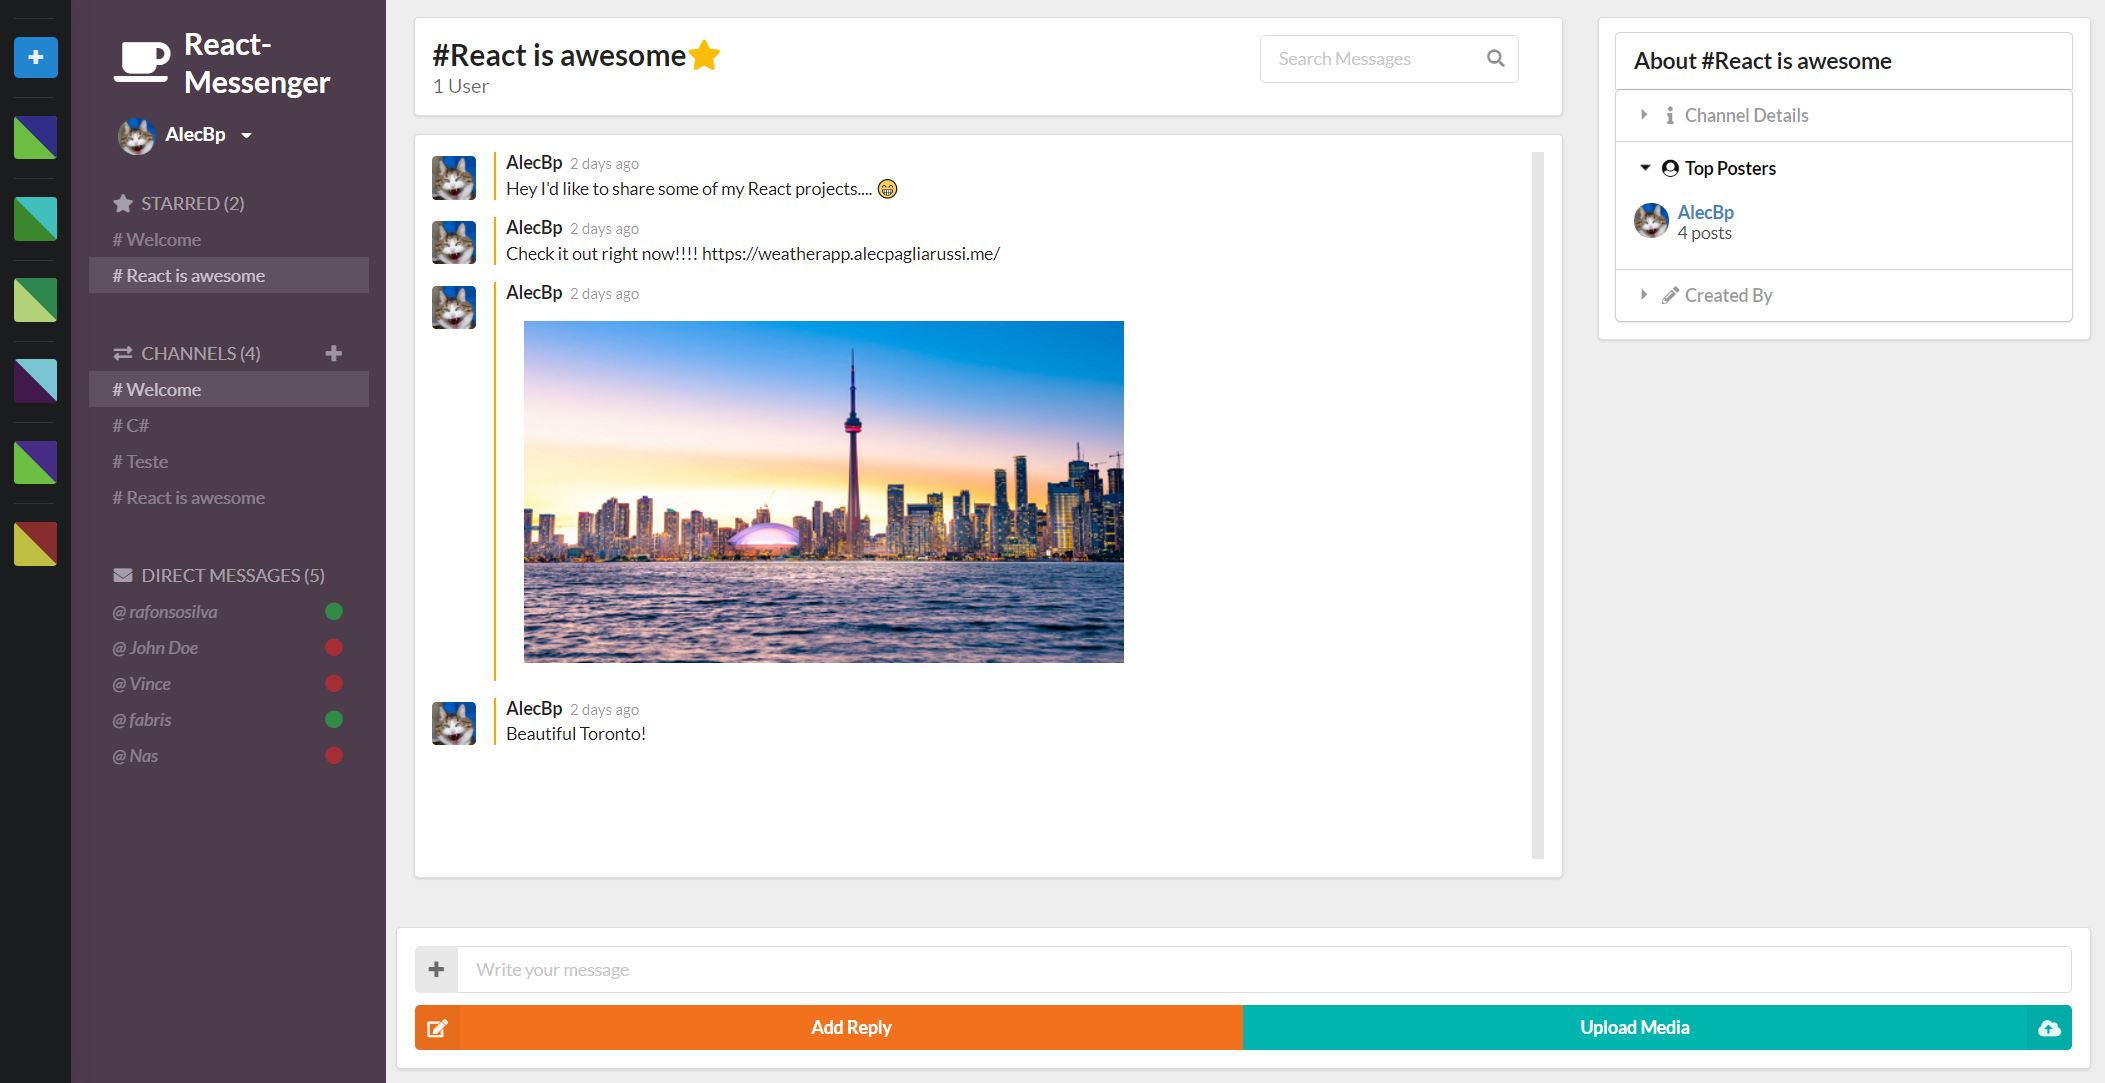 React-
Messenger
AlecBp
STARRED (2)
# Welcome
# React is awesome
CHANNELS (4)
# Welcome
# C#
# Teste
# React is awesome
DIRECT MESSAGES (5)
@ rafonsosilva
@ John Doe
@ Vince
@ fabris
@ Nas
#React is awesome
1 User
Search Messages
AlecBp 2 days ago
Hey I'd like to share some of my React projects.... 😁
AlecBp 2 days ago
Check it out right now!!!! https://weatherapp.alecpagliarussi.me/
AlecBp 2 days ago
AlecBp 2 days ago
Beautiful Toronto!
Write your message
Add Reply
Upload Media
About #React is awesome
Channel Details
Top Posters
AlecBp
4 posts
Created By